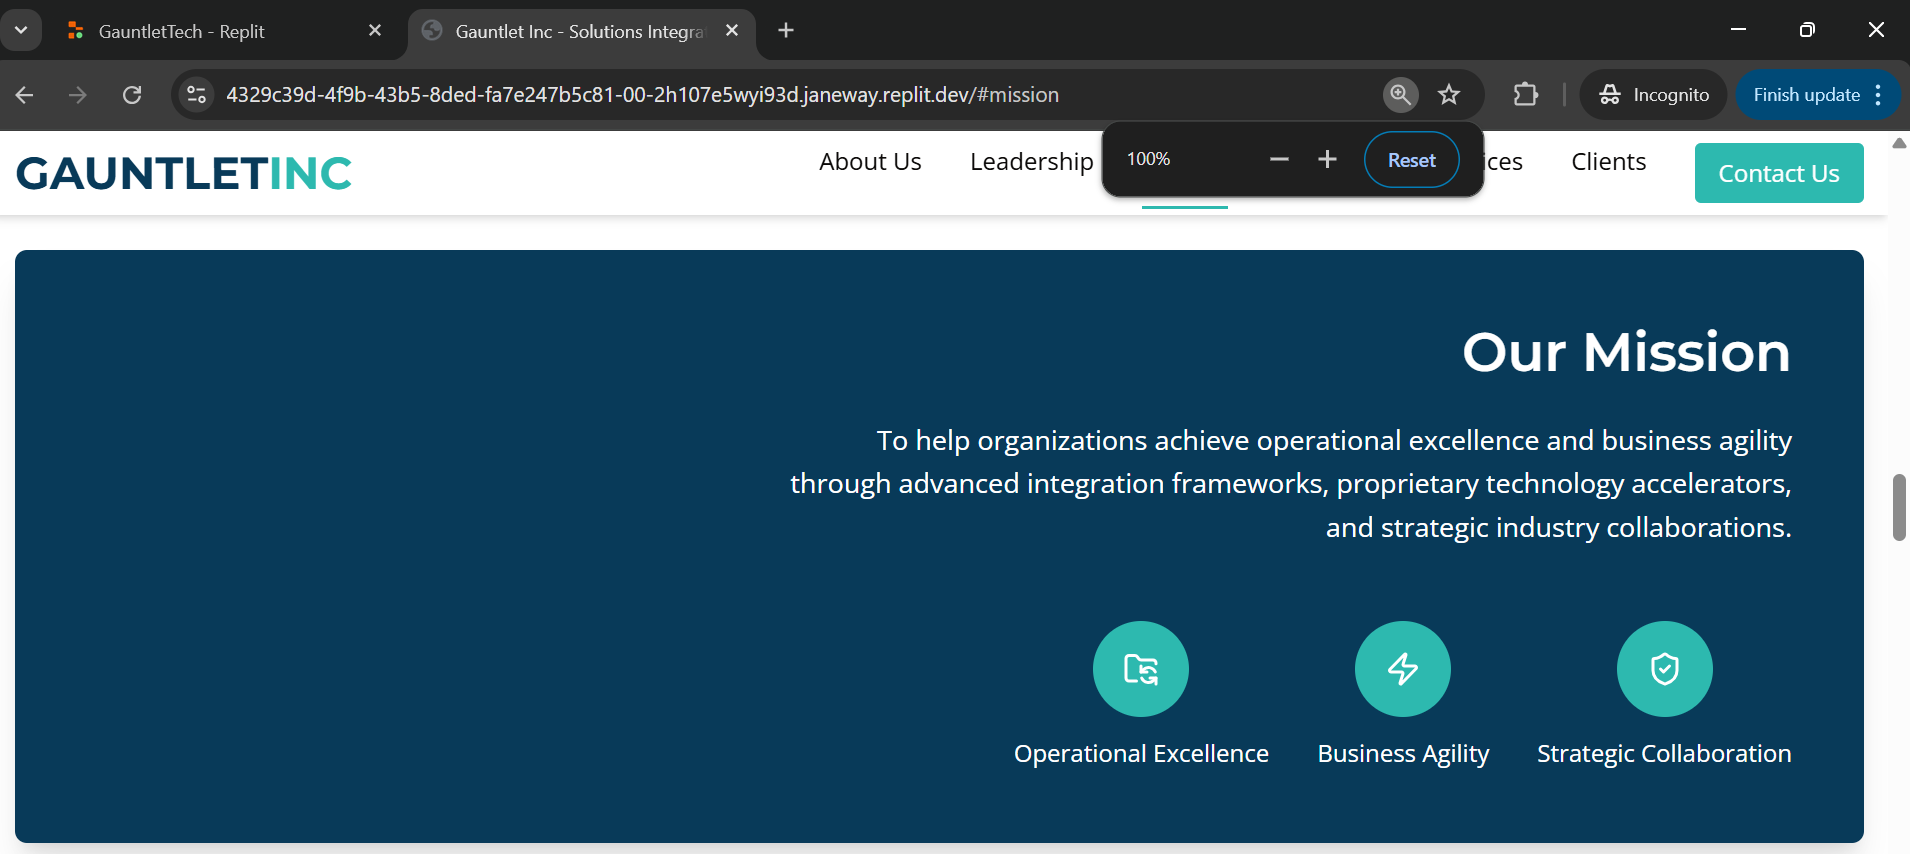 GauntletTech - Replit
Gauntlet Inc - Solutions Integra
4329c39d-4f9b-43b5-8ded-fa7e247b5c81-00-2h107e5wyi93d.janeway.replit.dev/#mission
Incognito
Finish update
GAUNTLETINC
About Us
Leadership
100%
Reset
ices
Clients
Contact Us
Our Mission
To help organizations achieve operational excellence and business agility
through advanced integration frameworks, proprietary technology accelerators,
and strategic industry collaborations.
Operational Excellence
Business Agility
Strategic Collaboration